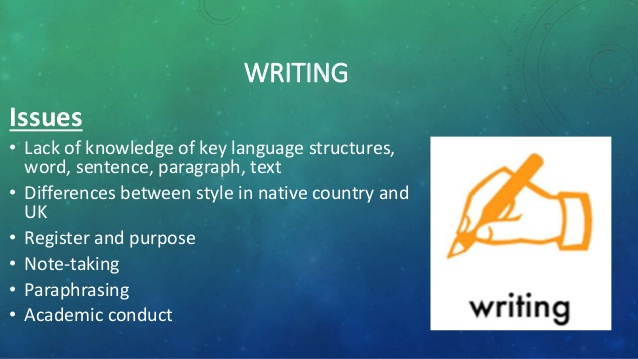 WRITING
Issues
• Lack of knowledge of key language structures,
word, sentence, paragraph, text
• Differences between style in native country and
UK
• Register and purpose
• Note-taking
• Paraphrasing
• Academic conduct
writing